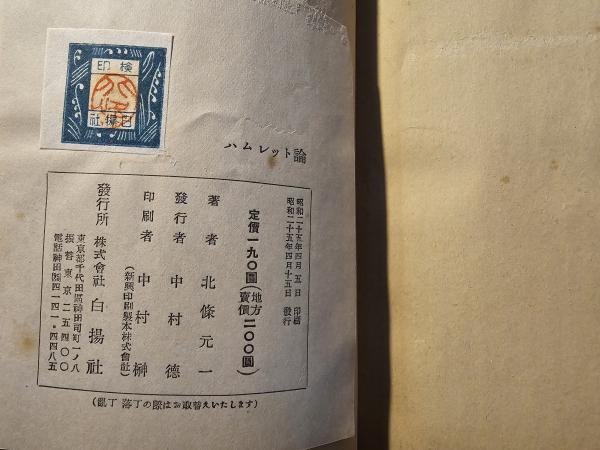 検印
白揚社
ハムレット論
昭和二十五年四月五日 印刷
昭和二十五年四月十五日 發行
定價一九〇圓(地方賣價二〇〇圓)
著者 北條元一
發行者 中村德
印刷者 中村榊
(新興印刷製本株式會社)
發行所 株式會社 白揚社
東京都千代田區神田司町一ノ八
振替東京二五四〇〇
電話神田(25)四一四一・四四八五
(亂丁落丁の際はお取替えいたします)